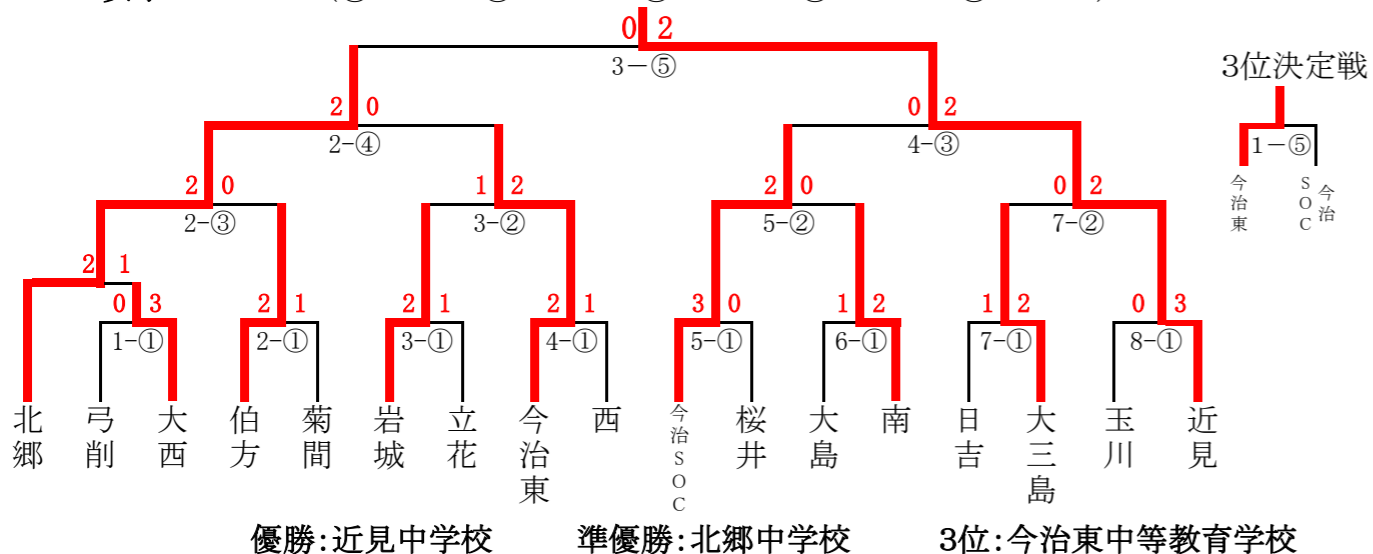 0 2
3-⑤
3位決定戦
2 0
2-④
0 2
4-③
1-⑤
今治東
今治SOC
2 0
2-③
1 2
3-②
2 0
5-②
0 2
7-②
2 1
0 3
1-①
2 1
2-①
2 1
3-①
2 1
4-①
3 0
5-①
1 2
6-①
1 2
7-①
0 3
8-①
北郷
弓削
大西
伯方
菊間
岩城
立花
今治東
西
今治SOC
桜井
大島
南
日吉
大三島
玉川
近見
優勝:近見中学校 準優勝:北郷中学校 3位:今治東中等教育学校